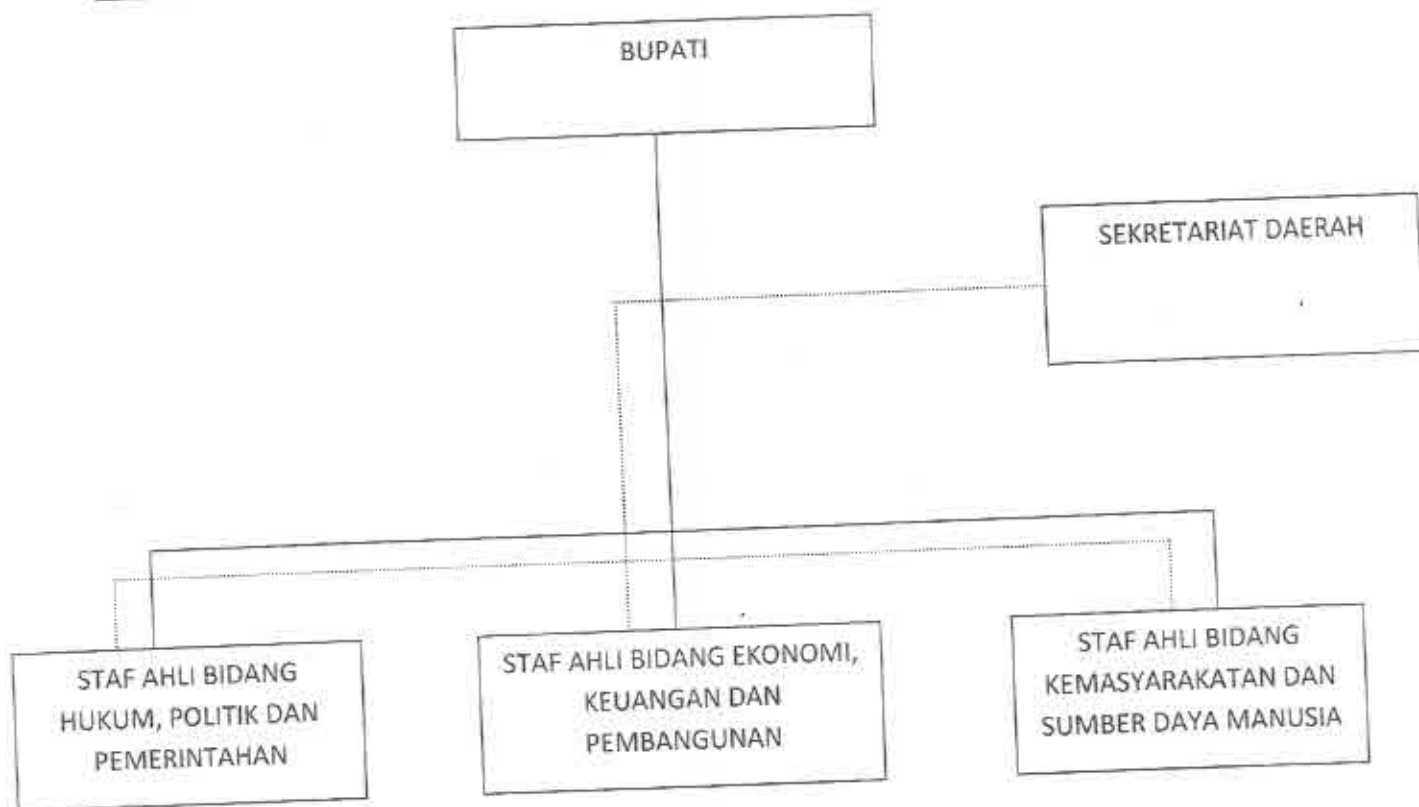 BUPATI
SEKRETARIAT DAERAH
STAF AHLI BIDANG
HUKUM, POLITIK DAN
PEMERINTAHAN
STAF AHLI BIDANG EKONOMI,
KEUANGAN DAN
PEMBANGUNAN
STAF AHLI BIDANG
KEMASYARAKATAN DAN
SUMBER DAYA MANUSIA